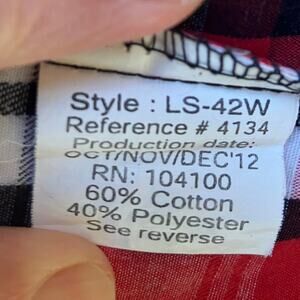 Style : LS-42W
Reference # 4134
Production date:
OCT/NOV/DEC'12
RN: 104100
60% Cotton
40% Polyester
See reverse